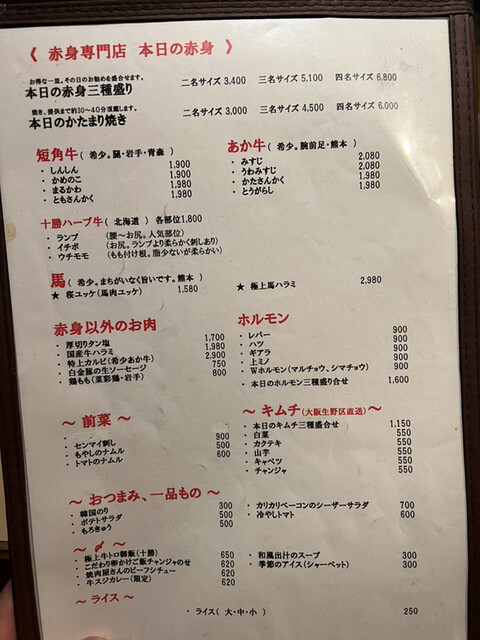 《 赤身専門店 本日の赤身 》
お得な一皿。その日のお勧めを盛合せます。
本日の赤身三種盛り 二名サイズ 3,400 三名サイズ 5,100 四名サイズ 6,800
焼き、提供まで約30～40分頂戴します。
本日のかたまり焼き 二名サイズ 3,000 三名サイズ 4,500 四名サイズ 6,000
短角牛( 希少。腿・岩手・青森 )
・ しんしん 1,900
・ かめのこ 1,900
・ まるかわ 1,980
・ ともさんかく 1,980
あか牛( 希少。腕前足・熊本 )
・ みすじ 2,080
・ うわみすじ 2,080
・ かたさんかく 1,980
・ とうがらし 1,980
十勝ハーブ牛( 北海道 ) 各部位1,800
・ ランプ (腰～お尻。人気部位)
・ イチボ (お尻。ランプより柔らかく刺しあり)
・ ウチモモ (もも付け根。脂少ないが柔らかい)
馬( 希少。まちがいなく旨いです。熊本 )
★ 桜ユッケ(馬肉ユッケ) 1,580
★ 極上馬ハラミ 2,980
赤身以外のお肉
・ 厚切りタン塩 1,700
・ 国産牛ハラミ 1,980
・ 特上カルビ(希少あか牛) 2,900
・ 白金豚の生ソーセージ 750
・ 鶏もも(菜彩鶏・岩手) 800
ホルモン
・ レバー 900
・ ハツ 900
・ ギアラ 900
・ 上ミノ 900
・ Wホルモン(マルチョウ、シマチョウ) 900
・ 本日のホルモン三種盛り合せ 1,600
～ 前菜 ～
・ センマイ刺し 900
・ もやしのナムル 500
・ トマトのナムル 600
～ キムチ(大阪生野区直送)～
・ 本日のキムチ三種盛合せ 1,150
・ 白菜 550
・ カクテキ 550
・ 山芋 550
・ キャベツ 550
・ チャンジャ 550
～ おつまみ、一品もの ～
・ 韓国のり 300
・ ポテトサラダ 500
・ もろきゅう 500
・ カリカリベーコンのシーザーサラダ 700
・ 冷やしトマト 600
～ 〆 ～
・ 極上牛トロ御飯(十勝) 650
・ こだわり卵かけご飯チャンジャのせ 620
・ 焼肉屋さんのビーフシチュー 620
・ 牛スジカレー(限定) 620
・ 和風出汁のスープ 300
・ 季節のアイス(シャーベット) 300
～ ライス ～
・ ライス( 大・中・小 ) 250